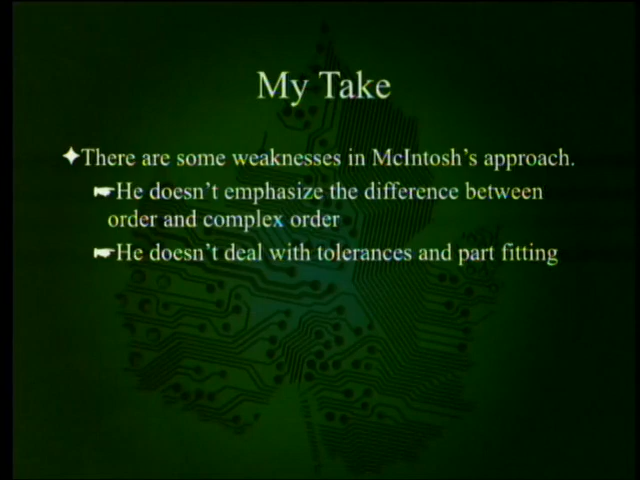 My Take
There are some weaknesses in McIntosh's approach.
He doesn't emphasize the difference between
order and complex order
He doesn't deal with tolerances and part fitting